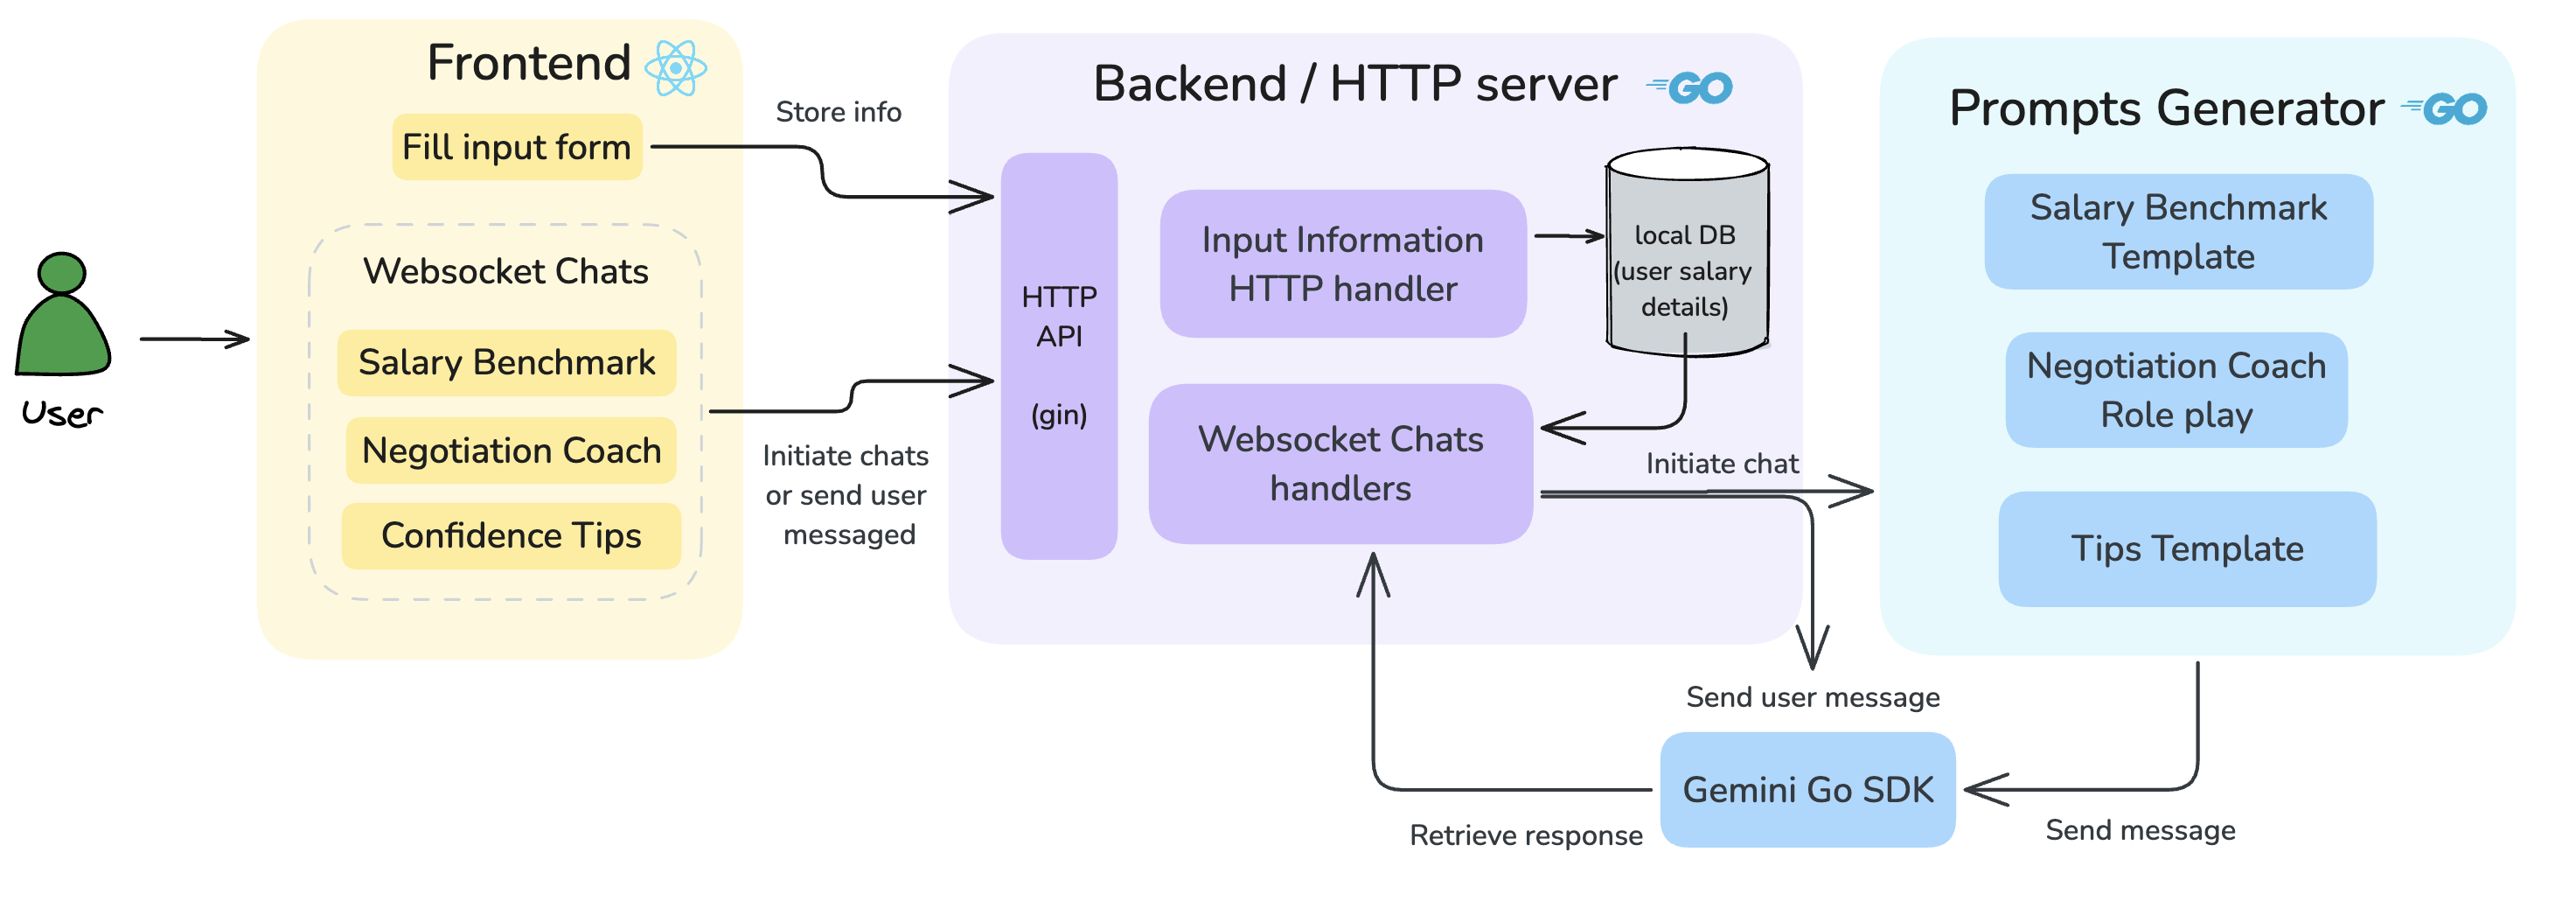 Frontend
Fill input form
Websocket Chats
Salary Benchmark
Negotiation Coach
Confidence Tips
User
Store info
Initiate chats
or send user
messaged
Backend / HTTP server
GO
HTTP
API
(gin)
Input Information
HTTP handler
local DB
(user salary
details)
Websocket Chats
handlers
Initiate chat
Prompts Generator
GO
Salary Benchmark
Template
Negotiation Coach
Role play
Tips Template
Send user message
Gemini Go SDK
Retrieve response
Send message